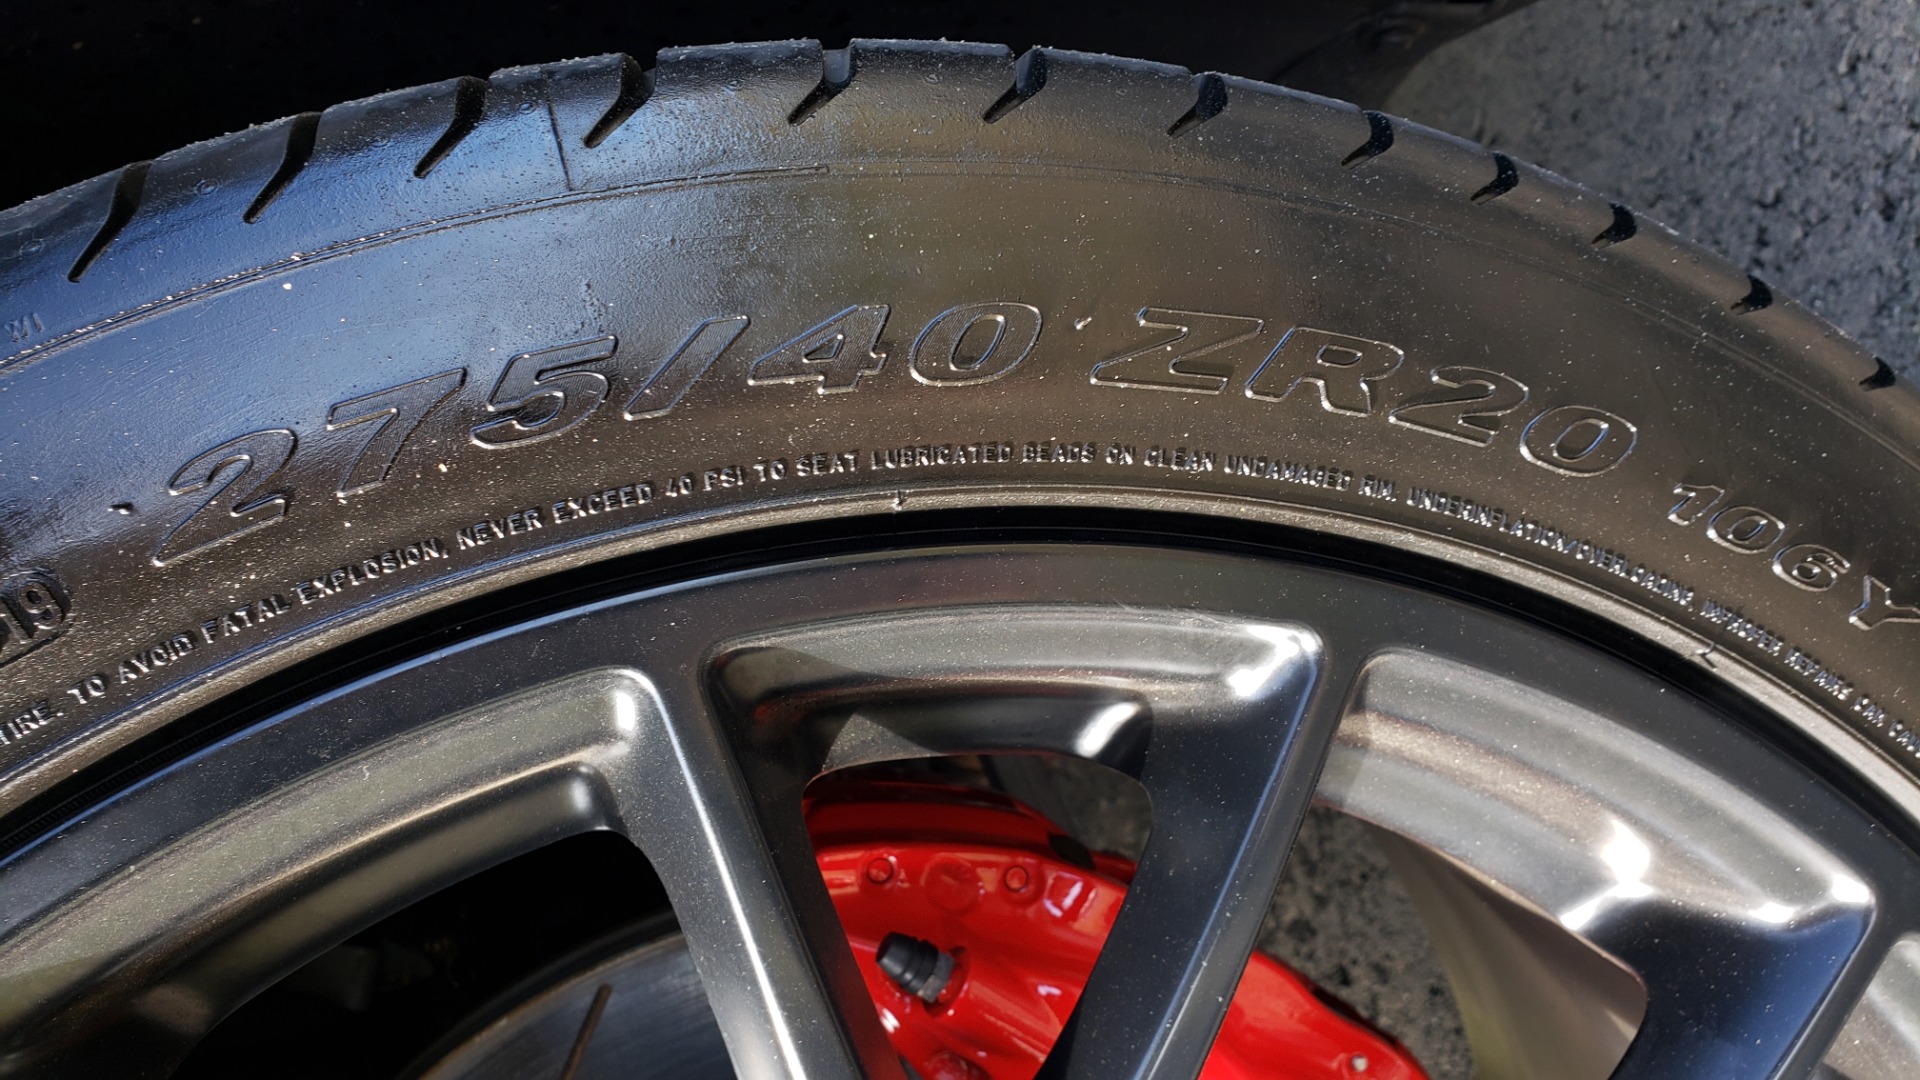 275/40 ZR20 106Y
TIRE. TO AVOID FATAL EXPLOSION, NEVER EXCEED 40 PSI TO SEAT LUBRICATED BEADS ON CLEAN UNDAMAGED RIM. UNDERINFLATION/OVERLOADING, IMPROPER REPAIRS CAN
19